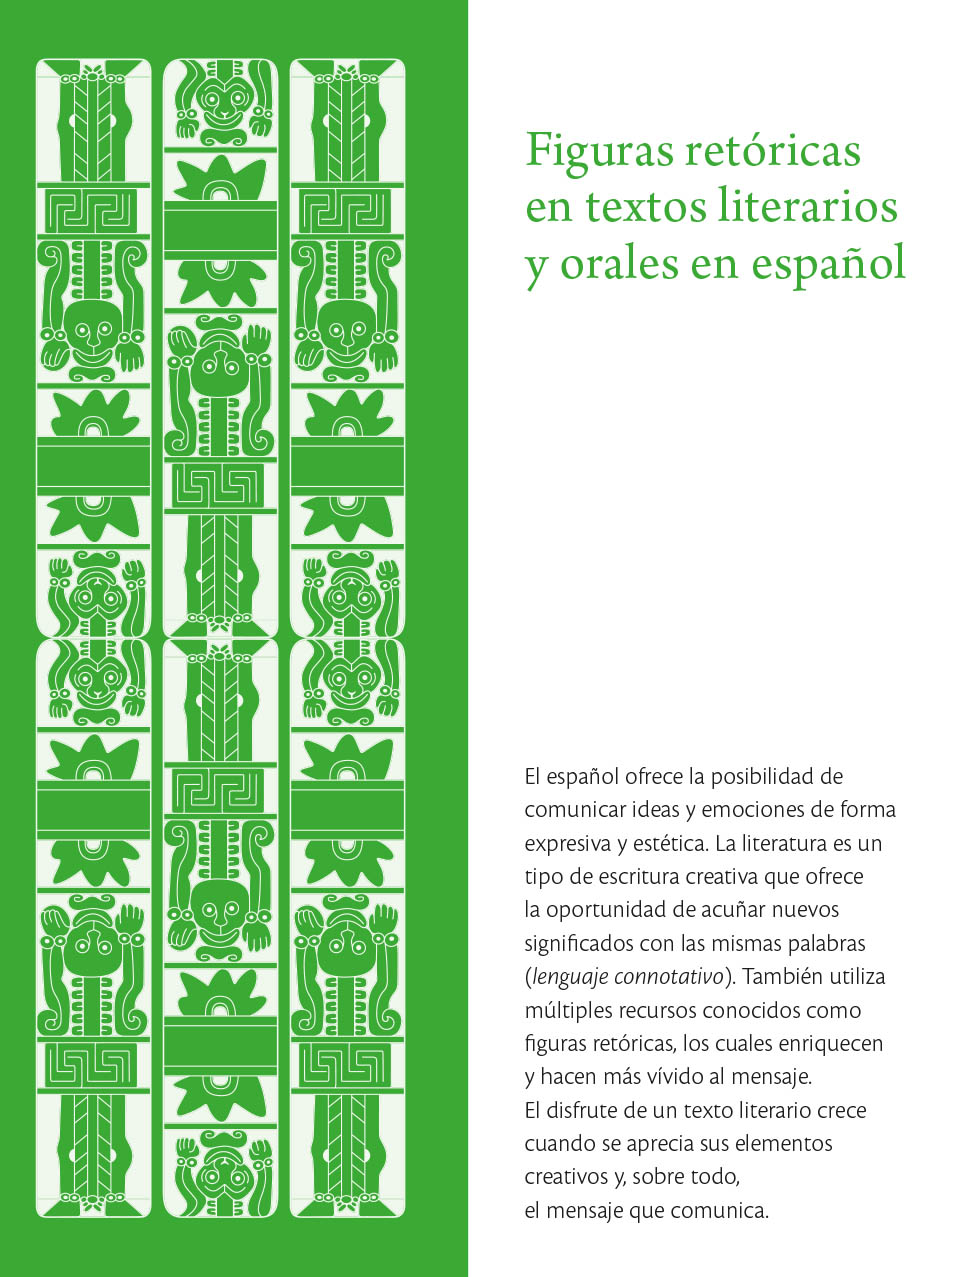 Figuras retóricas
en textos literarios
y orales en español
El español ofrece la posibilidad de
comunicar ideas y emociones de forma
expresiva y estética. La literatura es un
tipo de escritura creativa que ofrece
la oportunidad de acuñar nuevos
significados con las mismas palabras
(lenguaje connotativo). También utiliza
múltiples recursos conocidos como
figuras retóricas, los cuales enriquecen
y hacen más vívido al mensaje.
El disfrute de un texto literario crece
cuando se aprecia sus elementos
creativos y, sobre todo,
el mensaje que comunica.